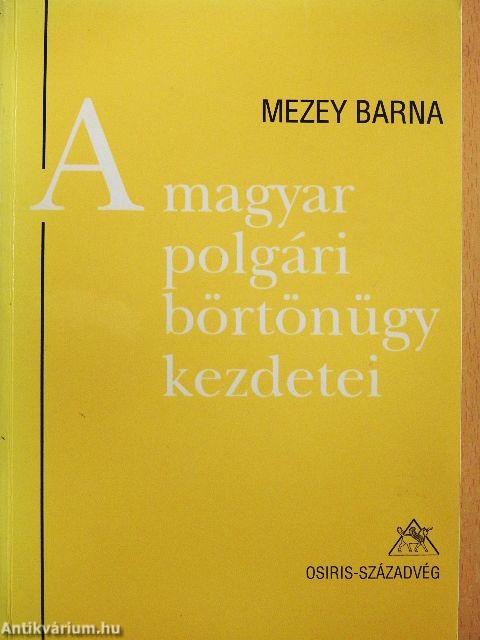 MEZEY BARNA
A magyar
polgári
börtönügy
kezdetei
OSIRIS-SZÁZADVÉG
Antikvárium.hu